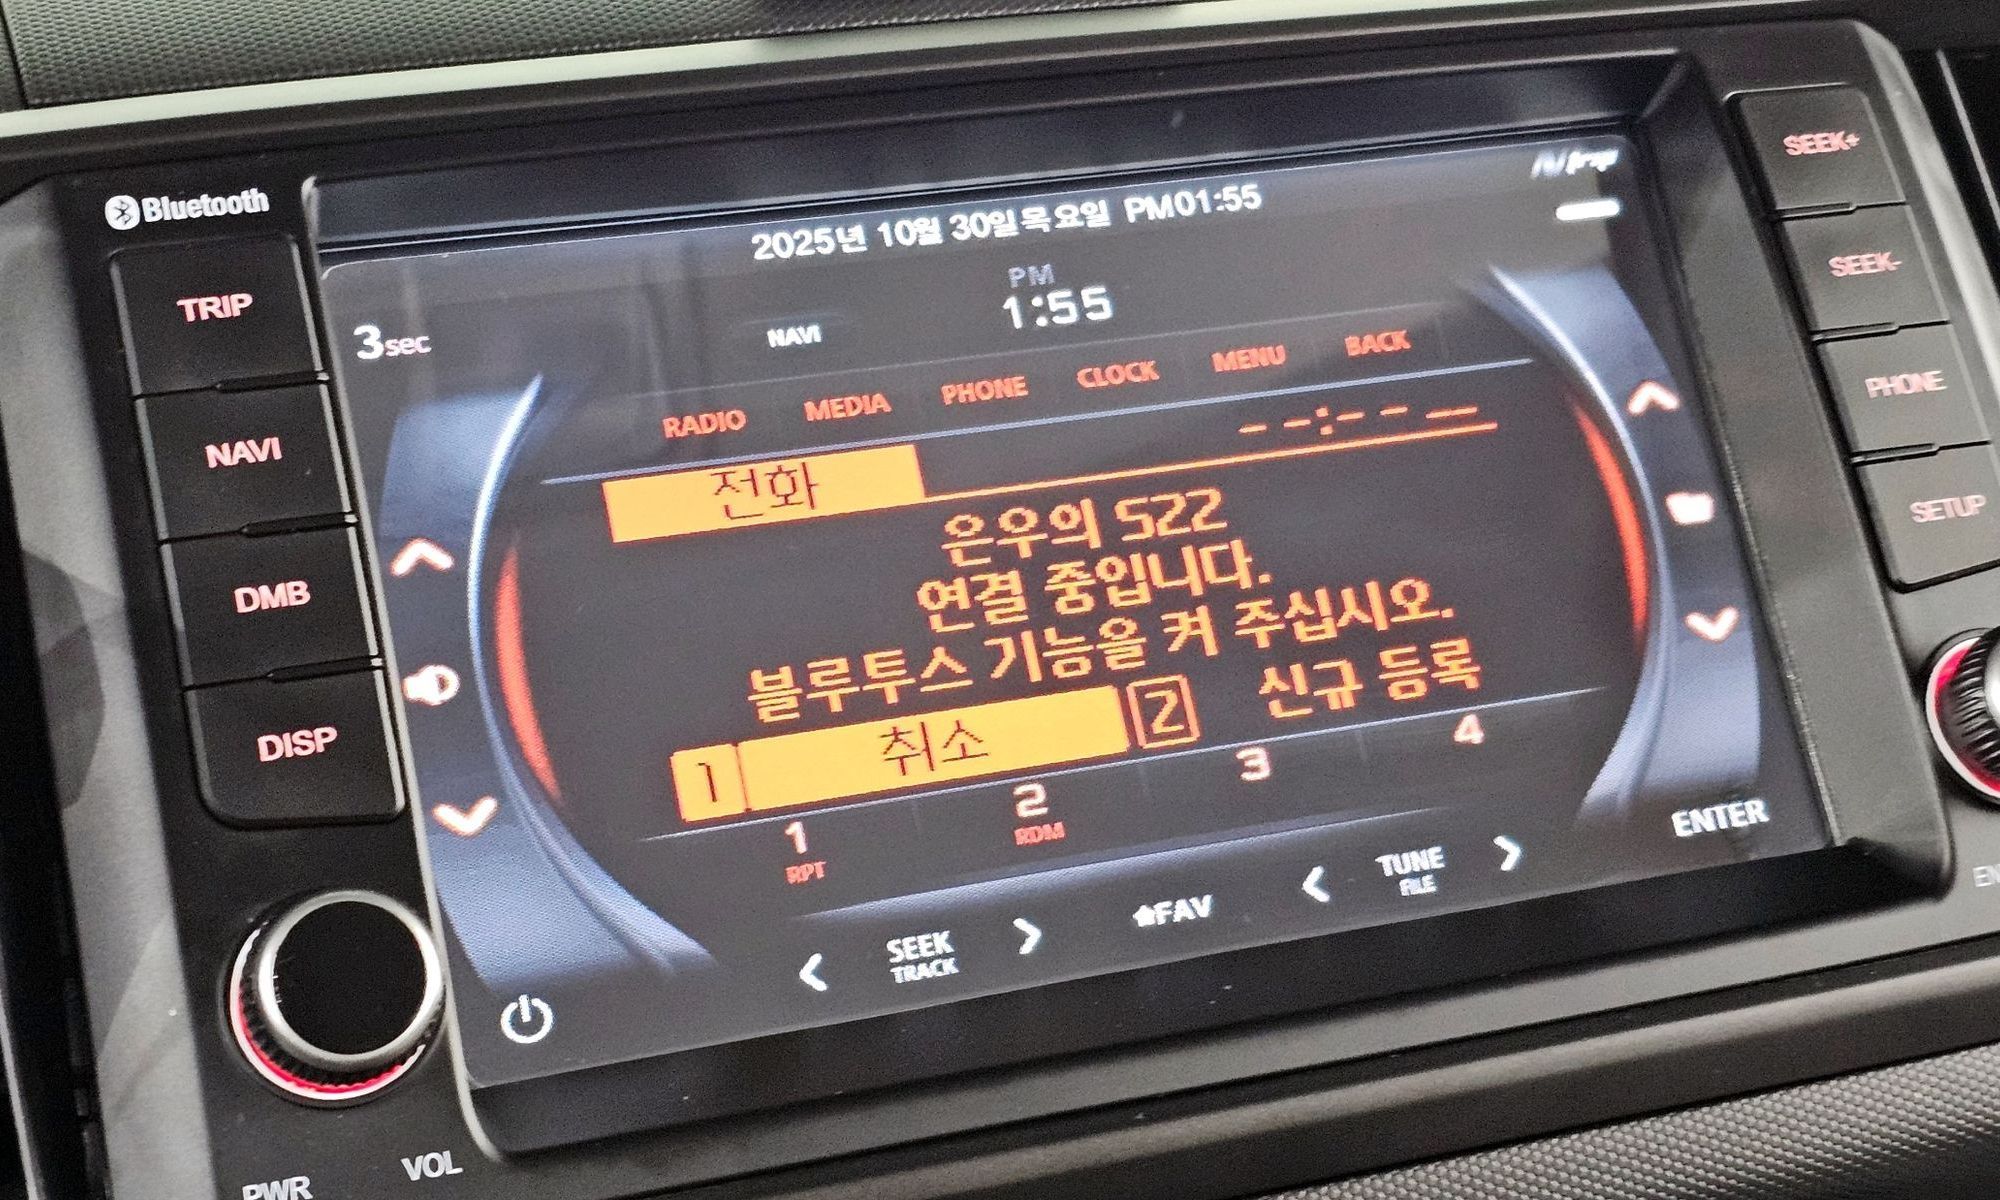 Bluetooth
TRIP
NAVI
DMB
DISP
PWR
VOL
2025년 10월 30일 목요일 PM01:55
PM
1:55
3sec
NAVI
RADIO MEDIA PHONE CLOCK MENU BACK
전화
--:-- --
은우의 S22
연결 중입니다.
블루투스 기능을 켜 주십시오.
1 취소 2 신규 등록
1 2 3 4
RPT RDM
< SEEK > FAV < TUNE >
TRACK FILE
ENTER
SEEK+
SEEK-
PHONE
SETUP